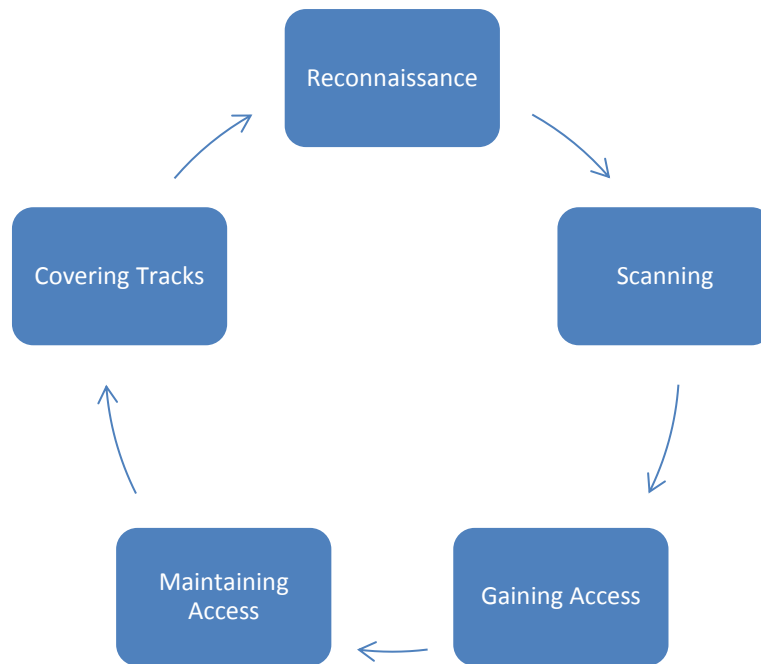 Reconnaissance
Scanning
Gaining Access
Maintaining
Access
Covering Tracks